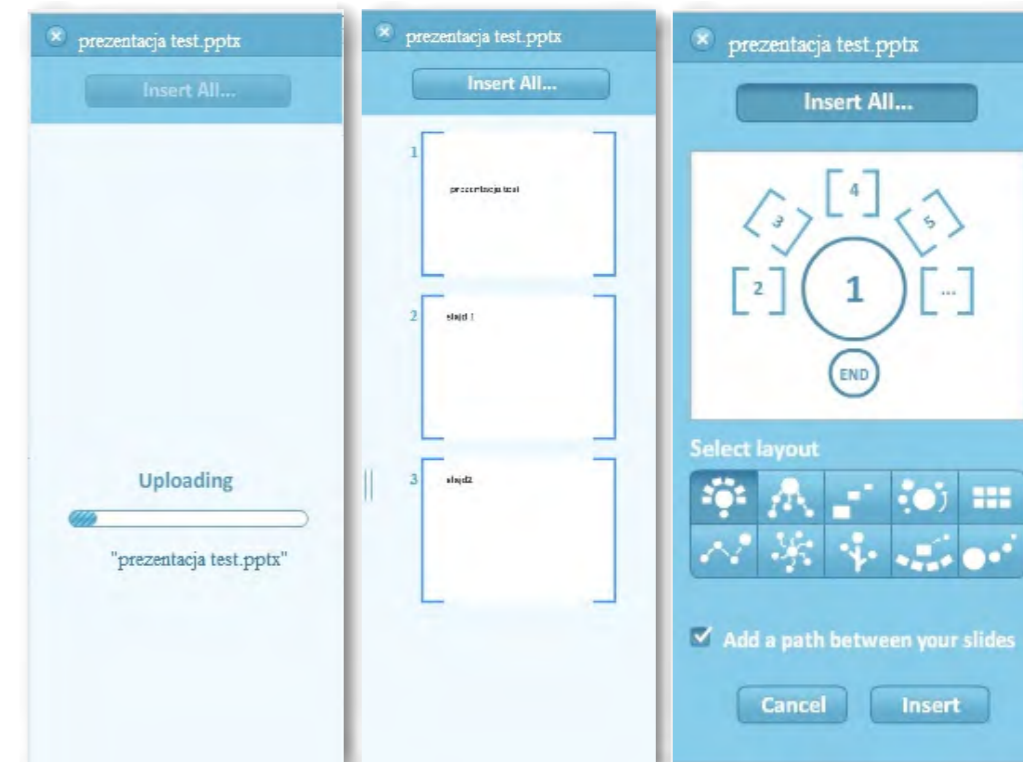 prezentacja test.pptx
Insert All...
Uploading
"prezentacja test.pptx"
prezentacja test.pptx
Insert All...
1
prezentacja test
2
slajd 1
3
slajd2
prezentacja test.pptx
Insert All...
4
3
5
2
1
...
END
Select layout
Add a path between your slides
Cancel
Insert